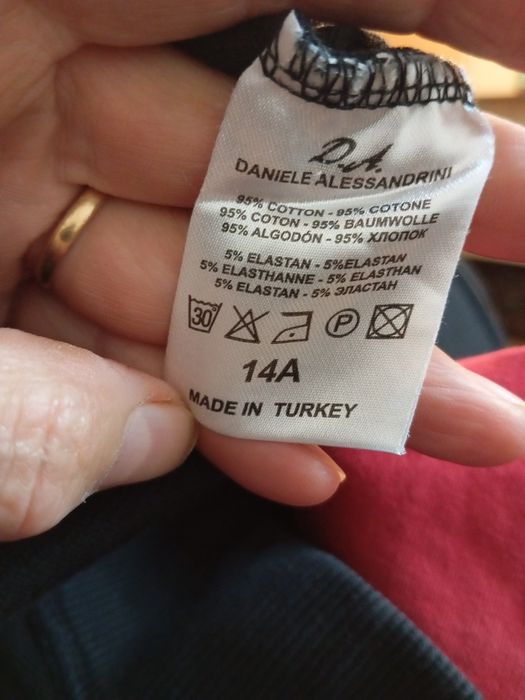 D.A.
DANIELE ALESSANDRINI
95% COTTON - 95% COTONE
95% COTON - 95% BAUMWOLLE
95% ALGODÓN - 95% ХЛОПОК
5% ELASTAN - 5%ELASTAN
5% ELASTHANNE - 5% ELASTHAN
5% ELASTAN - 5% ЭЛАСТАН
30° P
14A
MADE IN TURKEY